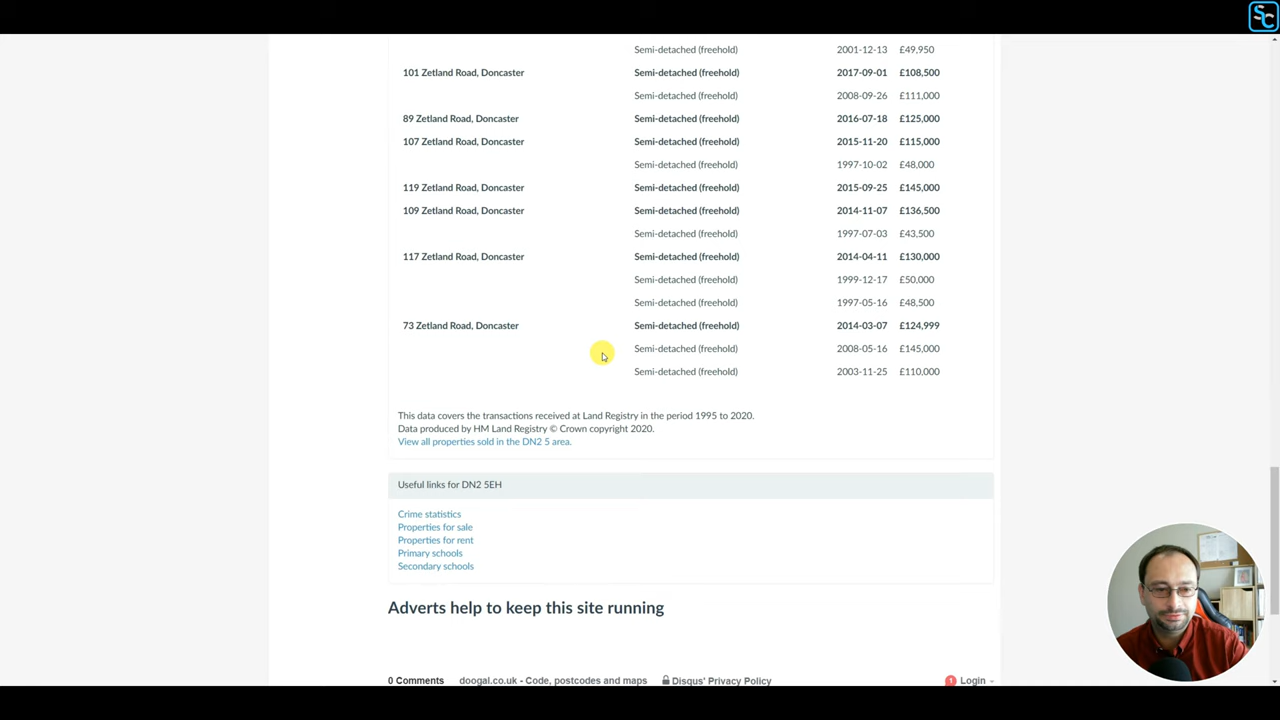 SC
Semi-detached (freehold) 2001-12-13 £49,950
101 Zetland Road, Doncaster Semi-detached (freehold) 2017-09-01 £108,500
Semi-detached (freehold) 2008-09-26 £111,000
89 Zetland Road, Doncaster Semi-detached (freehold) 2016-07-18 £125,000
107 Zetland Road, Doncaster Semi-detached (freehold) 2015-11-20 £115,000
Semi-detached (freehold) 1997-10-02 £48,000
119 Zetland Road, Doncaster Semi-detached (freehold) 2015-09-25 £145,000
109 Zetland Road, Doncaster Semi-detached (freehold) 2014-11-07 £136,500
Semi-detached (freehold) 1997-07-03 £43,500
117 Zetland Road, Doncaster Semi-detached (freehold) 2014-04-11 £130,000
Semi-detached (freehold) 1999-12-17 £50,000
Semi-detached (freehold) 1997-05-16 £48,500
73 Zetland Road, Doncaster Semi-detached (freehold) 2014-03-07 £124,999
Semi-detached (freehold) 2008-05-16 £145,000
Semi-detached (freehold) 2003-11-25 £110,000
This data covers the transactions received at Land Registry in the period 1995 to 2020.
Data produced by HM Land Registry © Crown copyright 2020.
View all properties sold in the DN2 5 area.
Useful links for DN2 5EH
Crime statistics
Properties for sale
Properties for rent
Primary schools
Secondary schools
Adverts help to keep this site running
0 Comments doogal.co.uk - Code, postcodes and maps Disqus' Privacy Policy 1 Login